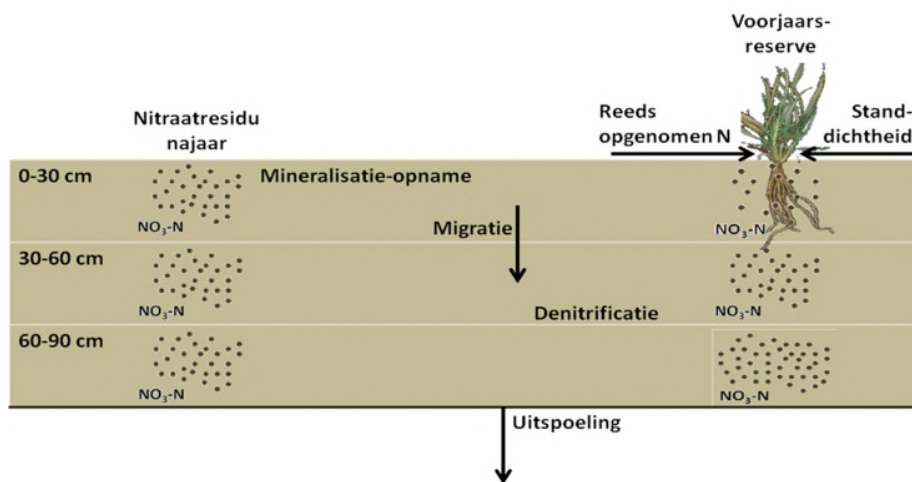 Voorjaars-
reserve
Reeds
opgenomen N
Stand-
dichtheid
Nitraatresidu
najaar
0-30 cm
Mineralisatie-opname
NO₃-N
NO₃-N
Migratie
30-60 cm
NO₃-N
NO₃-N
Denitrificatie
60-90 cm
NO₃-N
NO₃-N
Uitspoeling